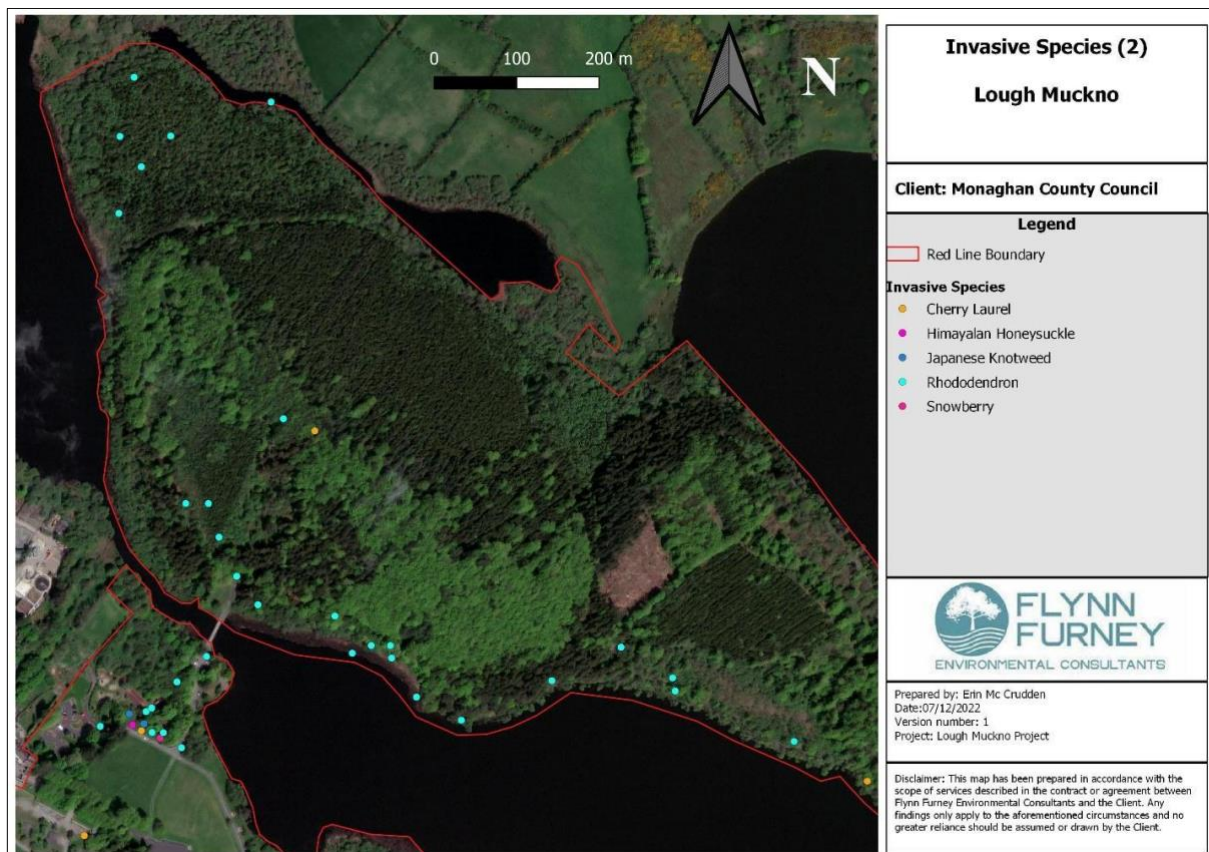 0 100 200 m
N
Invasive Species (2)
Lough Muckno
Client: Monaghan County Council
Legend
Red Line Boundary
Invasive Species
Cherry Laurel
Himayalan Honeysuckle
Japanese Knotweed
Rhododendron
Snowberry
FLYNN
FURNEY
ENVIRONMENTAL CONSULTANTS
Prepared by: Erin Mc Crudden
Date:07/12/2022
Version number: 1
Project: Lough Muckno Project
Disclaimer: This map has been prepared in accordance with the
scope of services described in the contract or agreement between
Flynn Furney Environmental Consultants and the Client. Any
findings only apply to the aforementioned circumstances and no
greater reliance should be assumed or drawn by the Client.